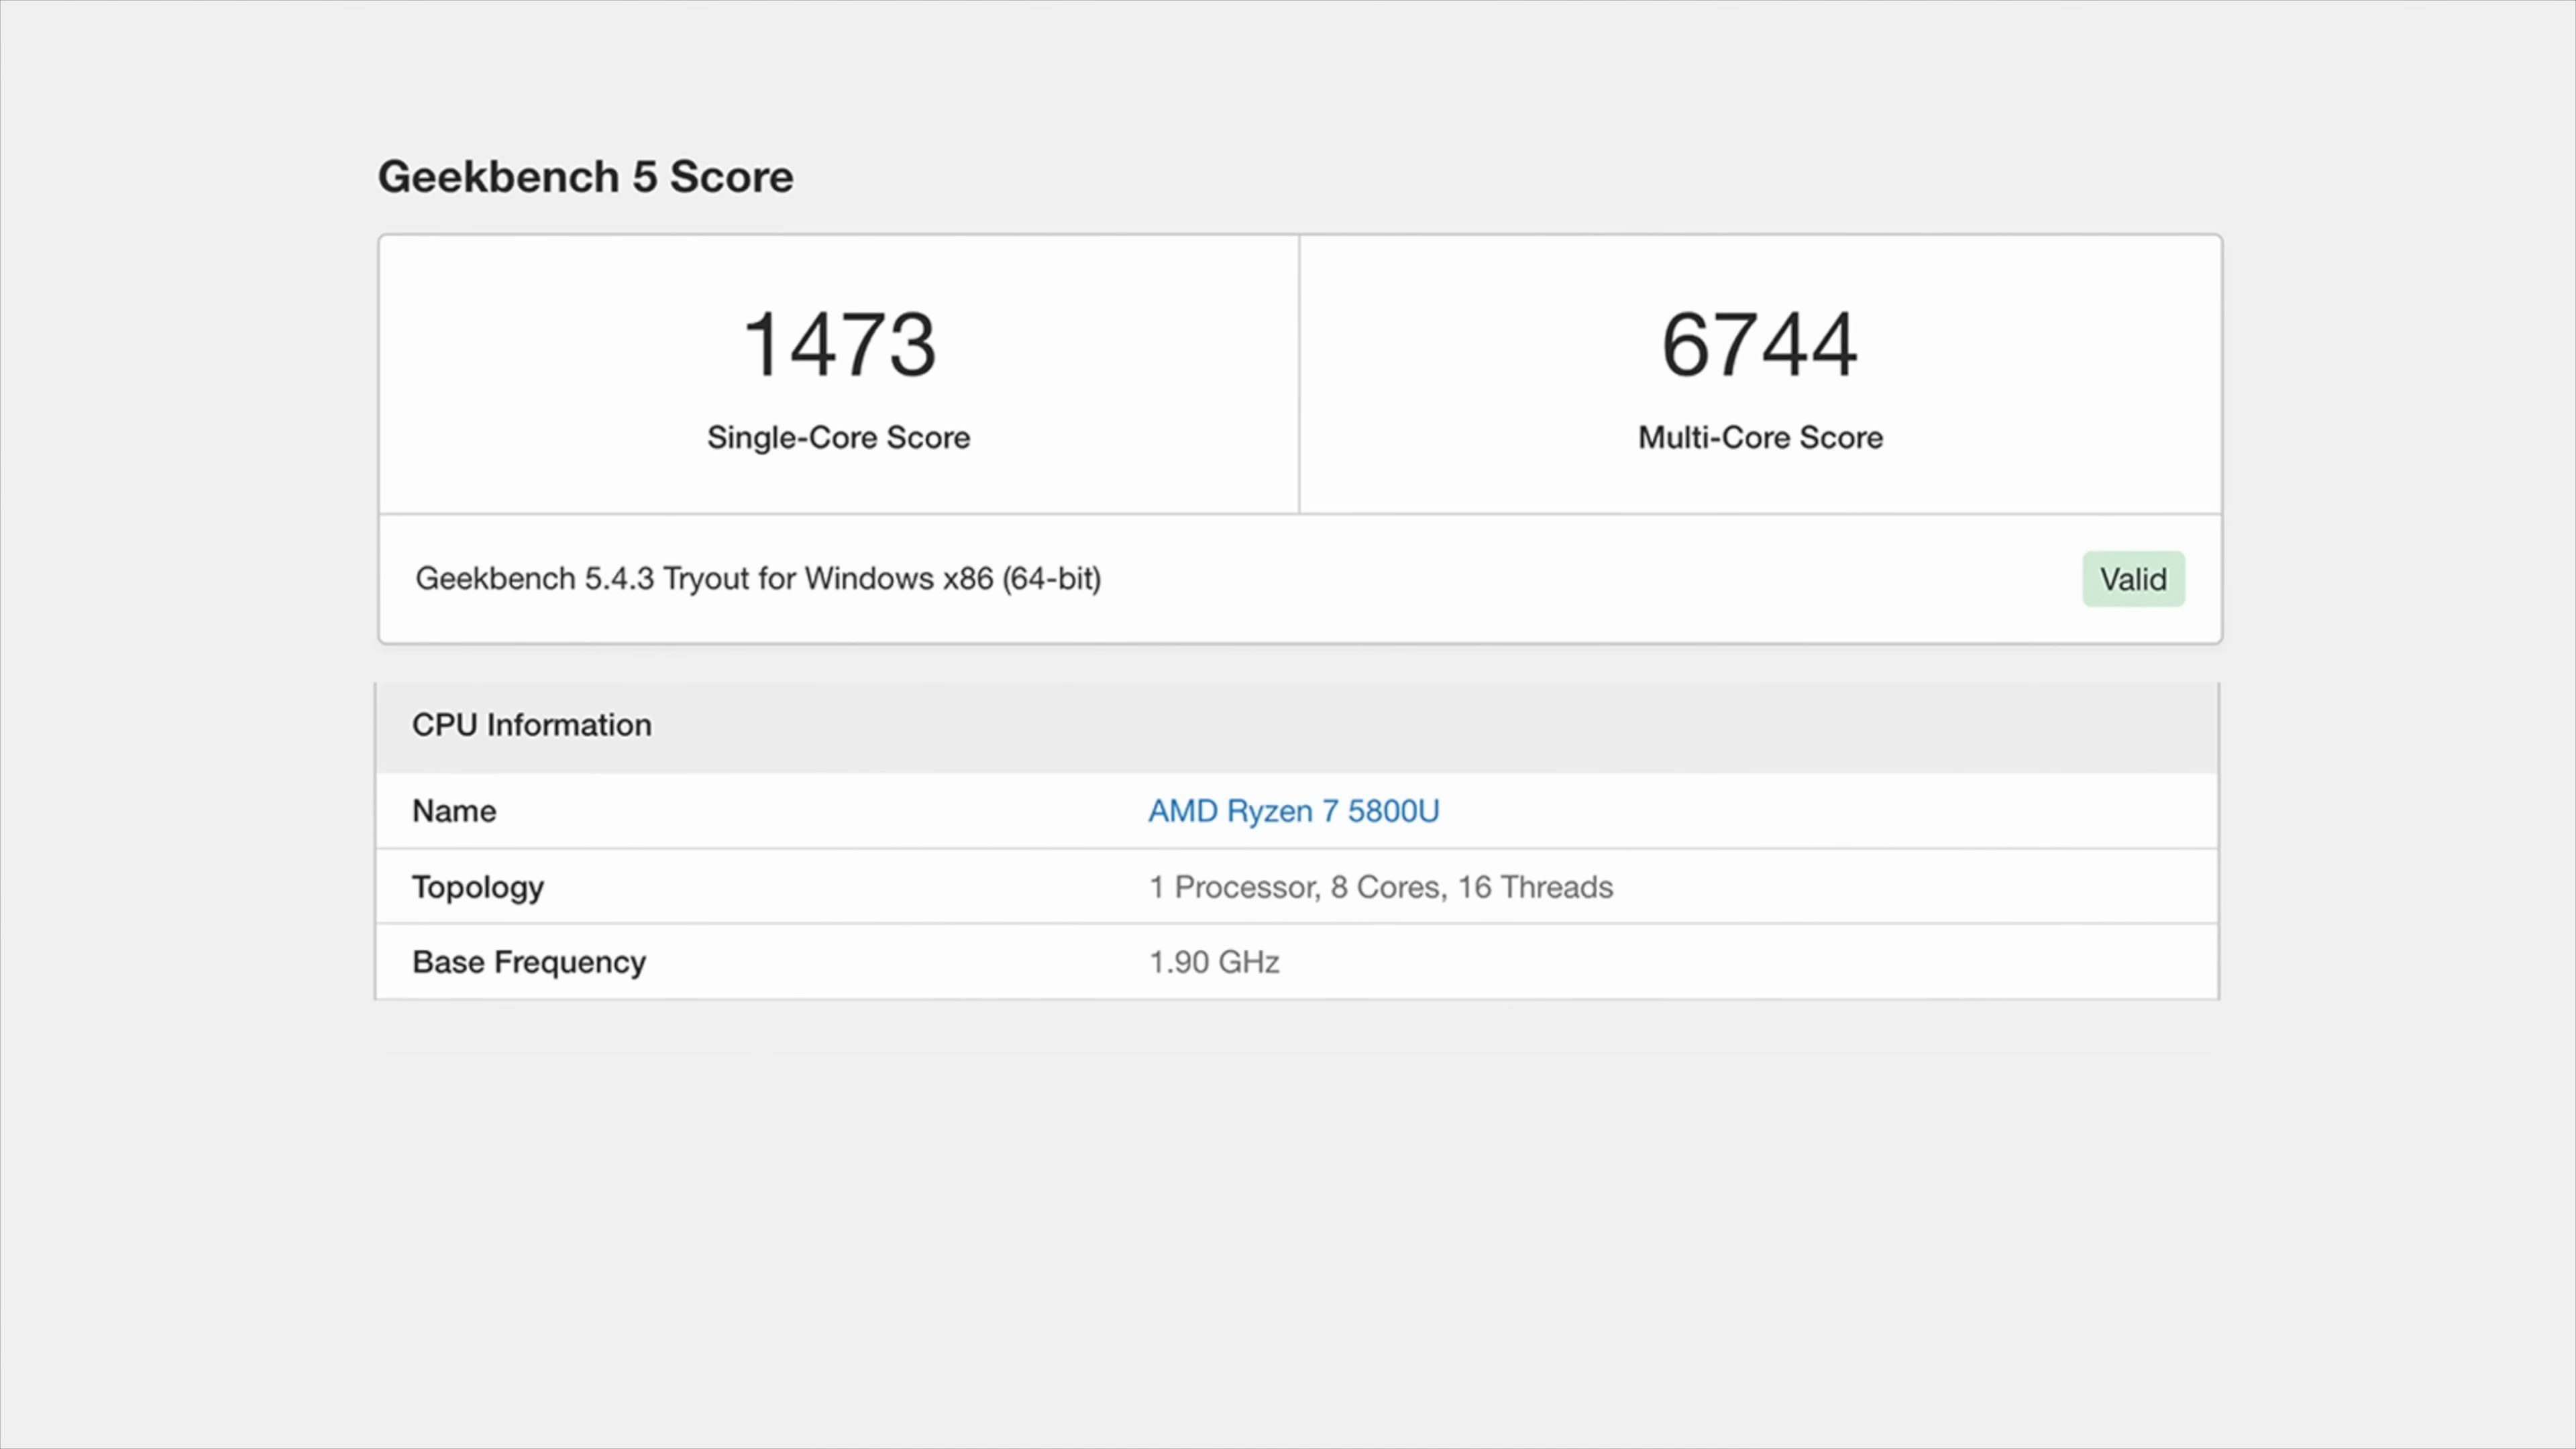 Geekbench 5 Score
1473
Single-Core Score
6744
Multi-Core Score
Geekbench 5.4.3 Tryout for Windows x86 (64-bit)
Valid
CPU Information
Name AMD Ryzen 7 5800U
Topology 1 Processor, 8 Cores, 16 Threads
Base Frequency 1.90 GHz